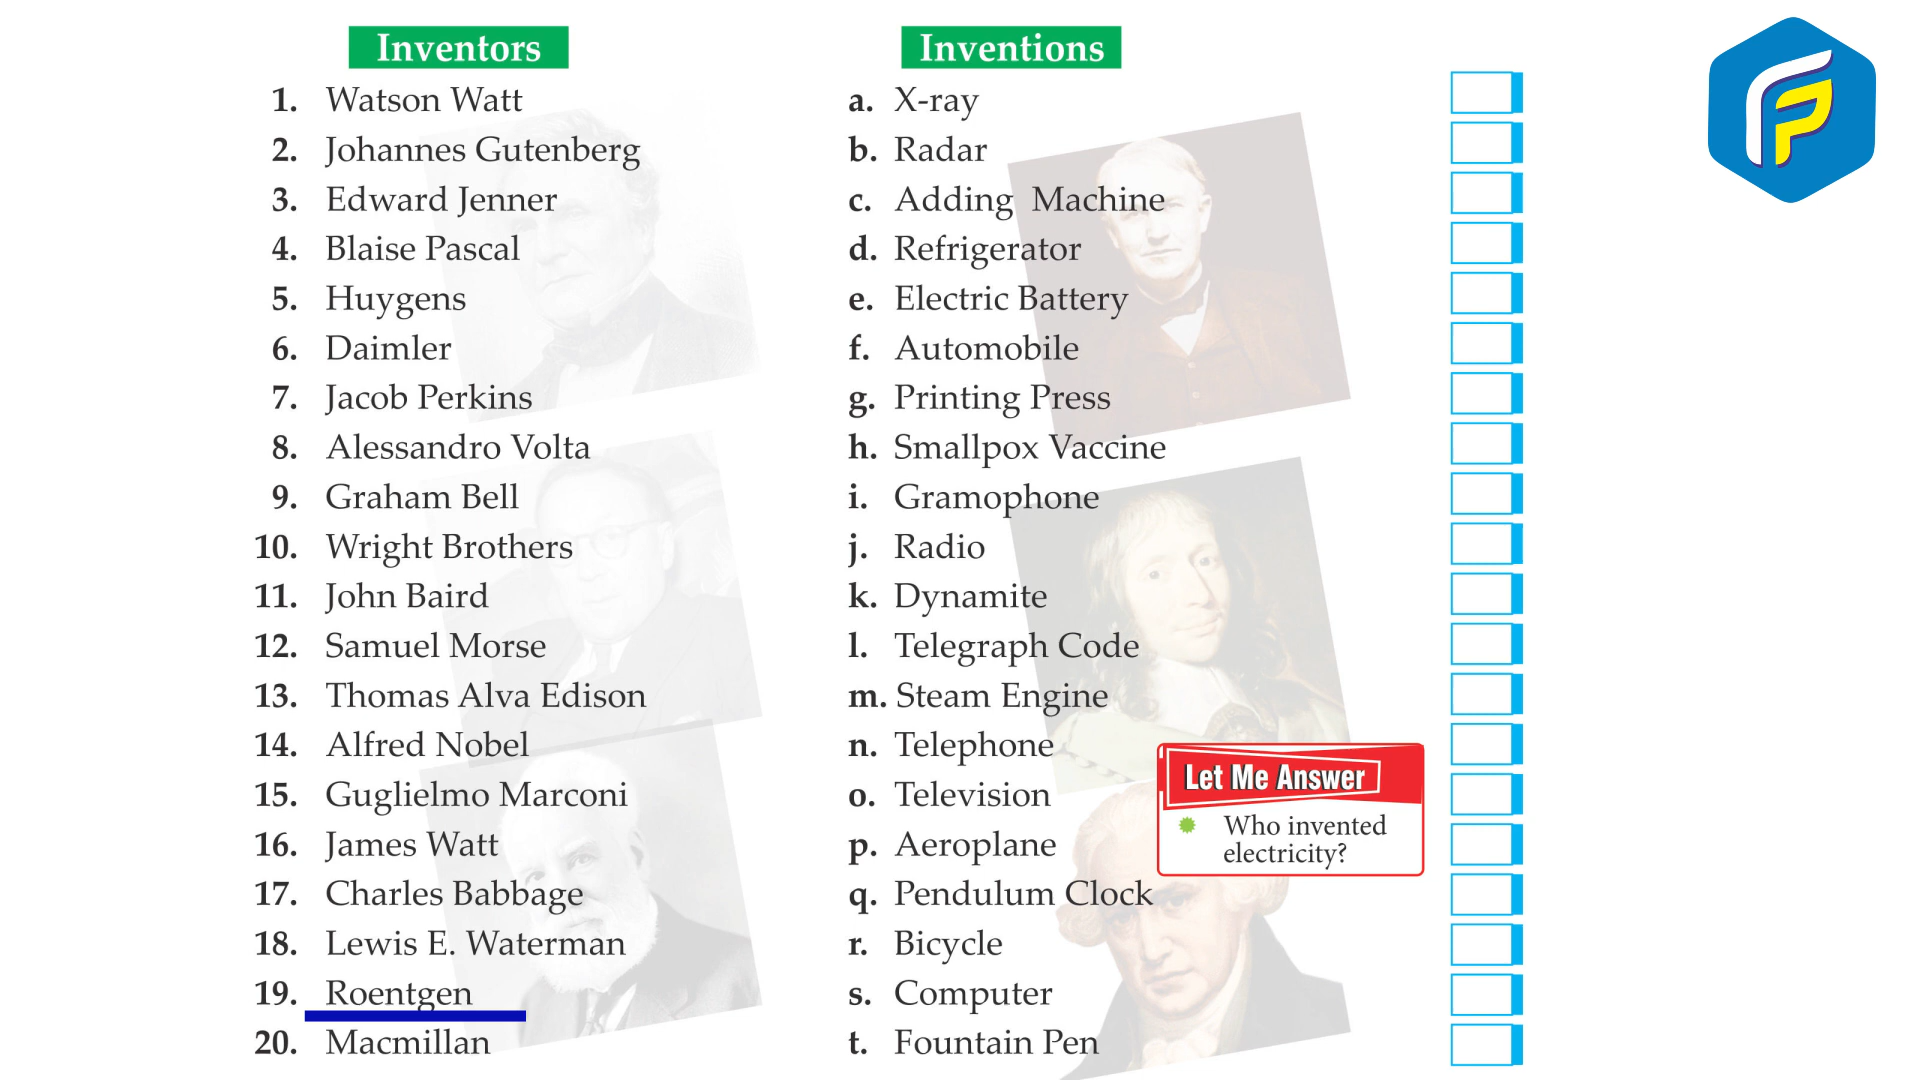 Inventors Inventions
1. Watson Watt a. X-ray
2. Johannes Gutenberg b. Radar
3. Edward Jenner c. Adding Machine
4. Blaise Pascal d. Refrigerator
5. Huygens e. Electric Battery
6. Daimler f. Automobile
7. Jacob Perkins g. Printing Press
8. Alessandro Volta h. Smallpox Vaccine
9. Graham Bell i. Gramophone
10. Wright Brothers j. Radio
11. John Baird k. Dynamite
12. Samuel Morse l. Telegraph Code
13. Thomas Alva Edison m. Steam Engine
14. Alfred Nobel n. Telephone
15. Guglielmo Marconi o. Television
16. James Watt p. Aeroplane
17. Charles Babbage q. Pendulum Clock
18. Lewis E. Waterman r. Bicycle
19. Roentgen s. Computer
20. Macmillan t. Fountain Pen
Let Me Answer
Who invented
electricity?
FP